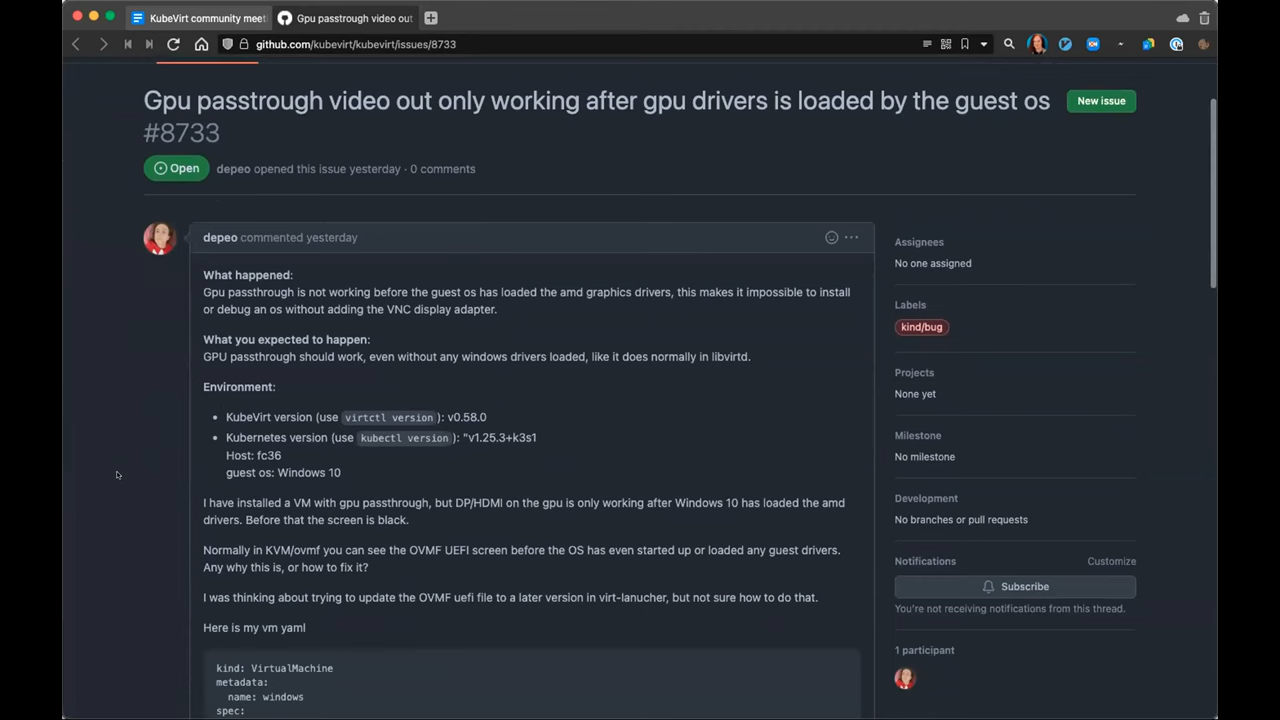 KubeVirt community meet
Gpu passtrough video out
github.com/kubevirt/kubevirt/issues/8733
Gpu passtrough video out only working after gpu drivers is loaded by the guest os
#8733
New issue
Open
depeo opened this issue yesterday · 0 comments
depeo commented yesterday
What happened:
Gpu passthrough is not working before the guest os has loaded the amd graphics drivers, this makes it impossible to install
or debug an os without adding the VNC display adapter.
What you expected to happen:
GPU passthrough should work, even without any windows drivers loaded, like it does normally in libvirtd.
Environment:
• KubeVirt version (use virtctl version): v0.58.0
• Kubernetes version (use kubectl version): "v1.25.3+k3s1
Host: fc36
guest os: Windows 10
I have installed a VM with gpu passthrough, but DP/HDMI on the gpu is only working after Windows 10 has loaded the amd
drivers. Before that the screen is black.
Normally in KVM/ovmf you can see the OVMF UEFI screen before the OS has even started up or loaded any guest drivers.
Any why this is, or how to fix it?
I was thinking about trying to update the OVMF uefi file to a later version in virt-lanucher, but not sure how to do that.
Here is my vm yaml
kind: VirtualMachine
metadata:
name: windows
spec:
Assignees
No one assigned
Labels
kind/bug
Projects
None yet
Milestone
No milestone
Development
No branches or pull requests
Notifications
Customize
Subscribe
You're not receiving notifications from this thread.
1 participant